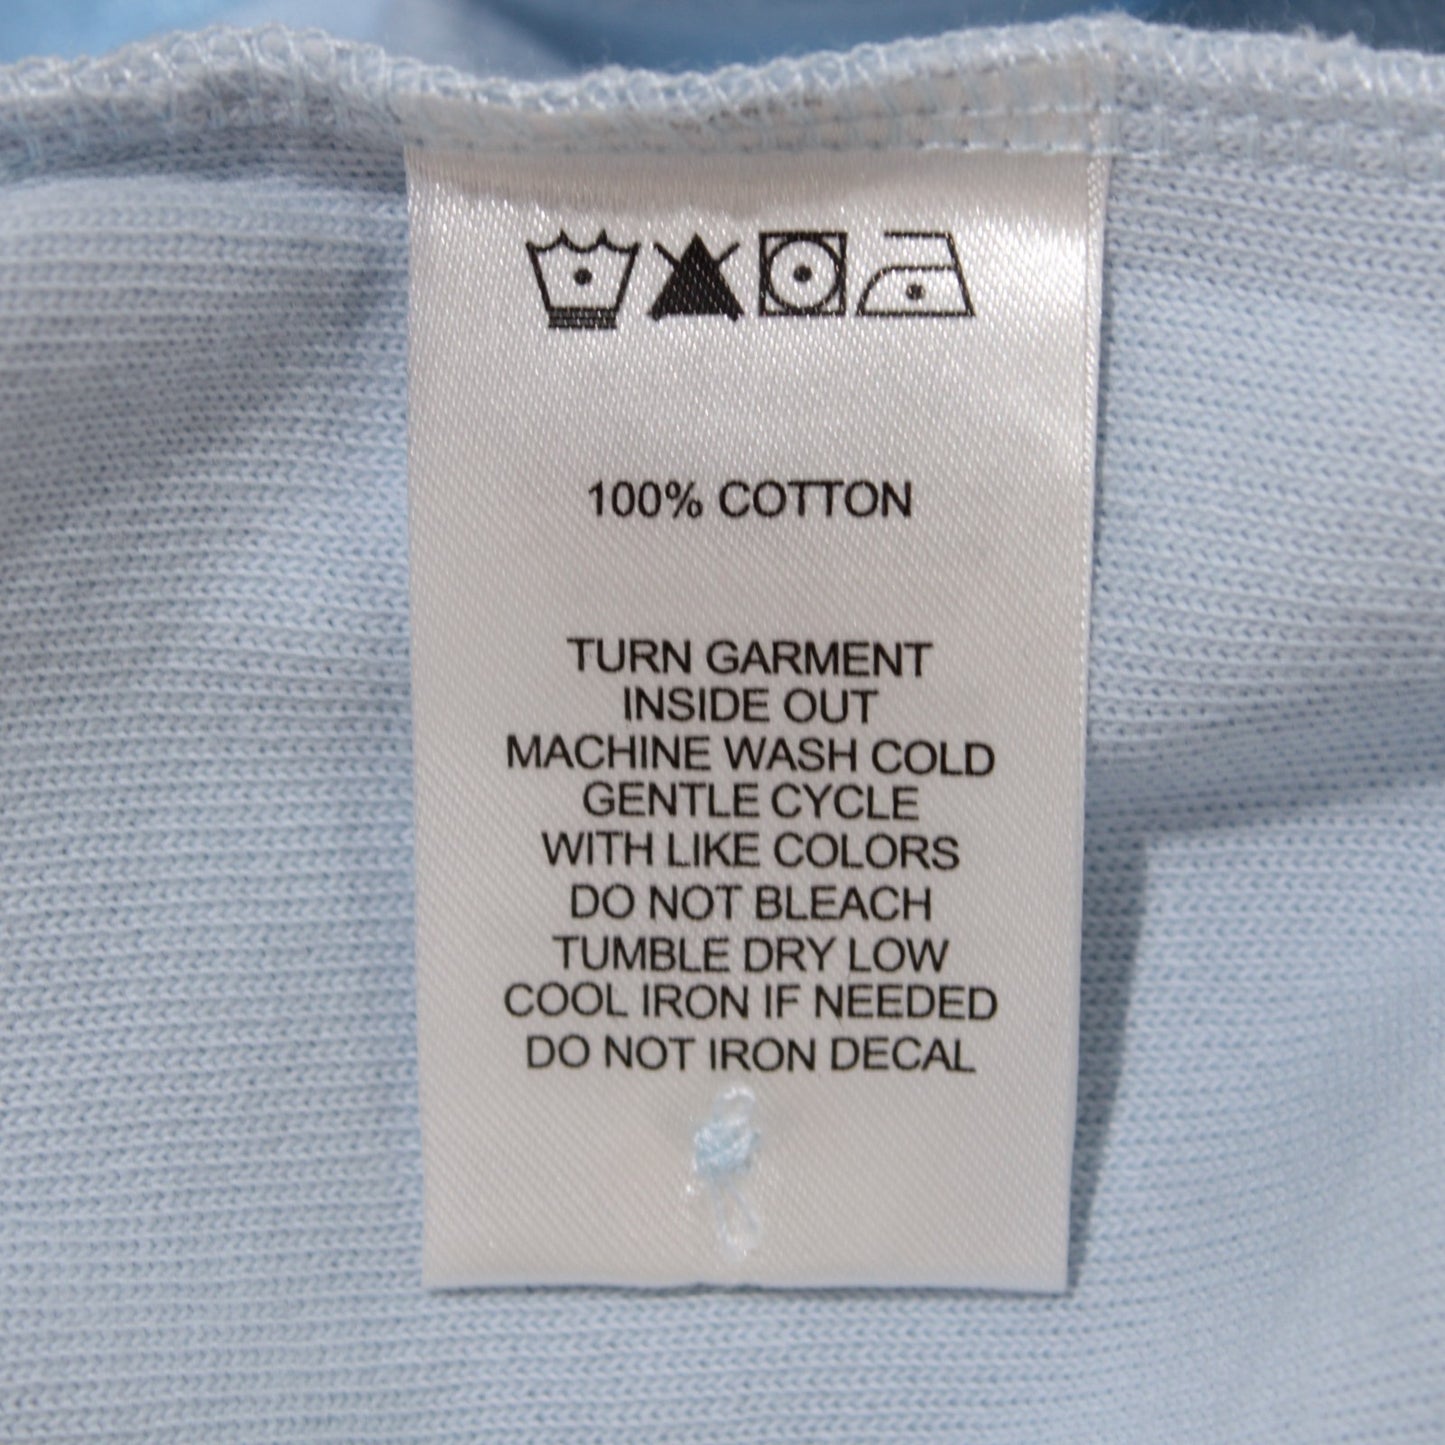 100% COTTON
TURN GARMENT
INSIDE OUT
MACHINE WASH COLD
GENTLE CYCLE
WITH LIKE COLORS
DO NOT BLEACH
TUMBLE DRY LOW
COOL IRON IF NEEDED
DO NOT IRON DECAL